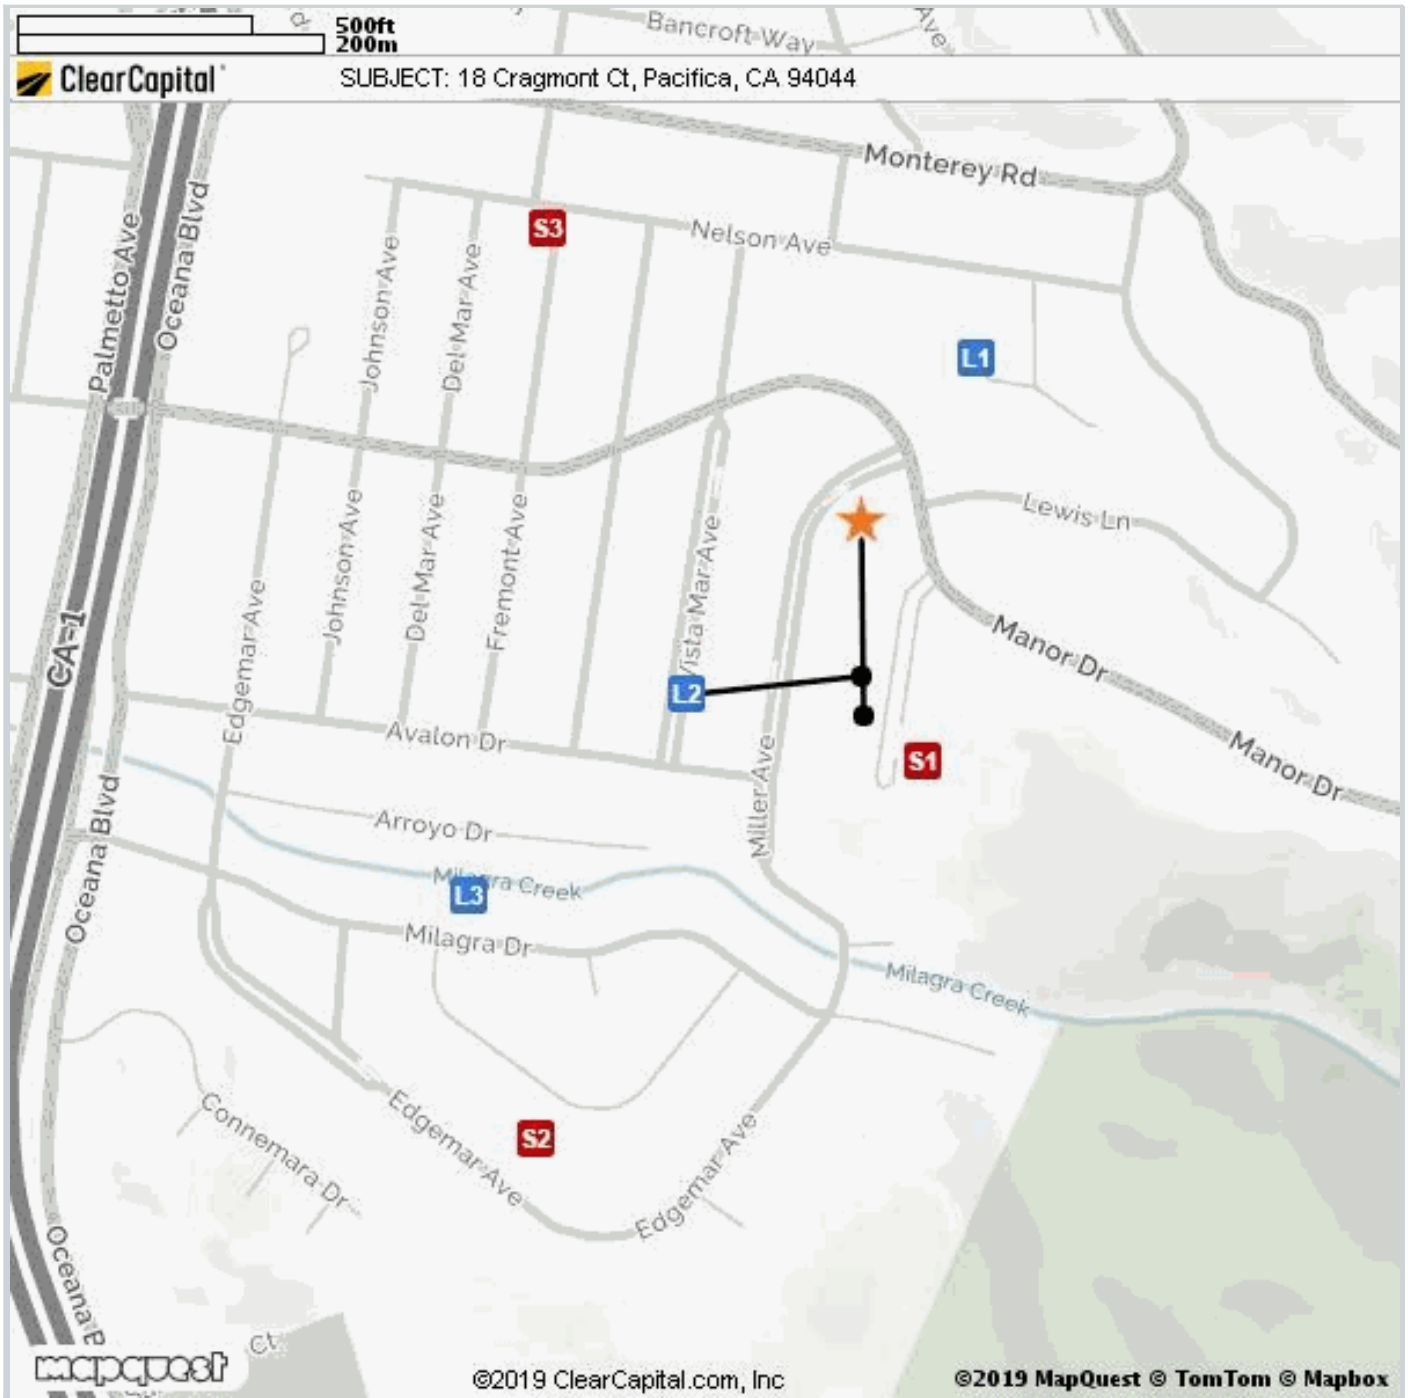 500ft
200m
Bancroft Way
Ave
ClearCapital
SUBJECT: 18 Cragmont Ct, Pacifica, CA 94044
Monterey Rd
Palmetto Ave
Oceana Blvd
S3
Nelson Ave
Johnson Ave
Del Mar Ave
L1
Lewis Ln
Johnson Ave
Del Mar Ave
Fremont Ave
Vista Mar Ave
CA-1
Edgemar Ave
Manor Dr
L2
Avalon Dr
S1
Manor Dr
Miller Ave
Oceana Blvd
Arroyo Dr
Milagra Creek
L3
Milagra Dr
Milagra Creek
Connemara Dr
Edgemar Ave
S2
Edgemar Ave
Oceana B
Ct
mapquest
©2019 ClearCapital.com, Inc
©2019 MapQuest © TomTom © Mapbox